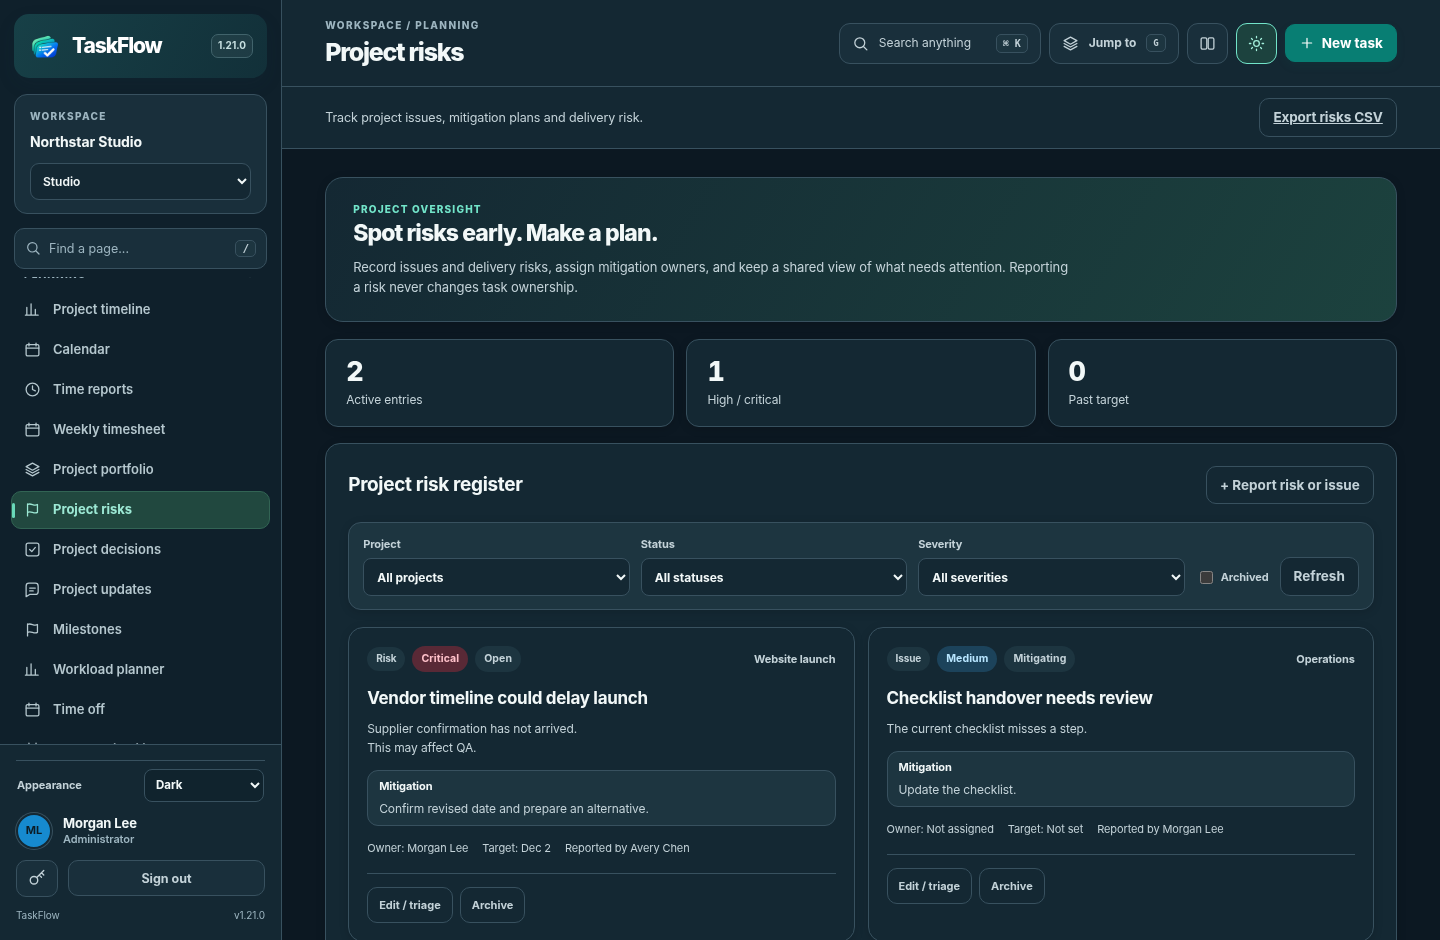 TaskFlow
1.21.0
WORKSPACE
Northstar Studio
Studio
Find a page...
/
Project timeline
Calendar
Time reports
Weekly timesheet
Project portfolio
Project risks
Project decisions
Project updates
Milestones
Workload planner
Time off
Appearance
Dark
ML
Morgan Lee
Administrator
Sign out
TaskFlow
v1.21.0
WORKSPACE / PLANNING
Project risks
Search anything
⌘ K
Jump to
G
New task
Track project issues, mitigation plans and delivery risk.
Export risks CSV
PROJECT OVERSIGHT
Spot risks early. Make a plan.
Record issues and delivery risks, assign mitigation owners, and keep a shared view of what needs attention. Reporting
a risk never changes task ownership.
2
Active entries
1
High / critical
0
Past target
Project risk register
+ Report risk or issue
Project
Status
Severity
All projects
All statuses
All severities
Archived
Refresh
Risk
Critical
Open
Website launch
Vendor timeline could delay launch
Supplier confirmation has not arrived.
This may affect QA.
Mitigation
Confirm revised date and prepare an alternative.
Owner: Morgan Lee
Target: Dec 2
Reported by Avery Chen
Edit / triage
Archive
Issue
Medium
Mitigating
Operations
Checklist handover needs review
The current checklist misses a step.
Mitigation
Update the checklist.
Owner: Not assigned
Target: Not set
Reported by Morgan Lee
Edit / triage
Archive